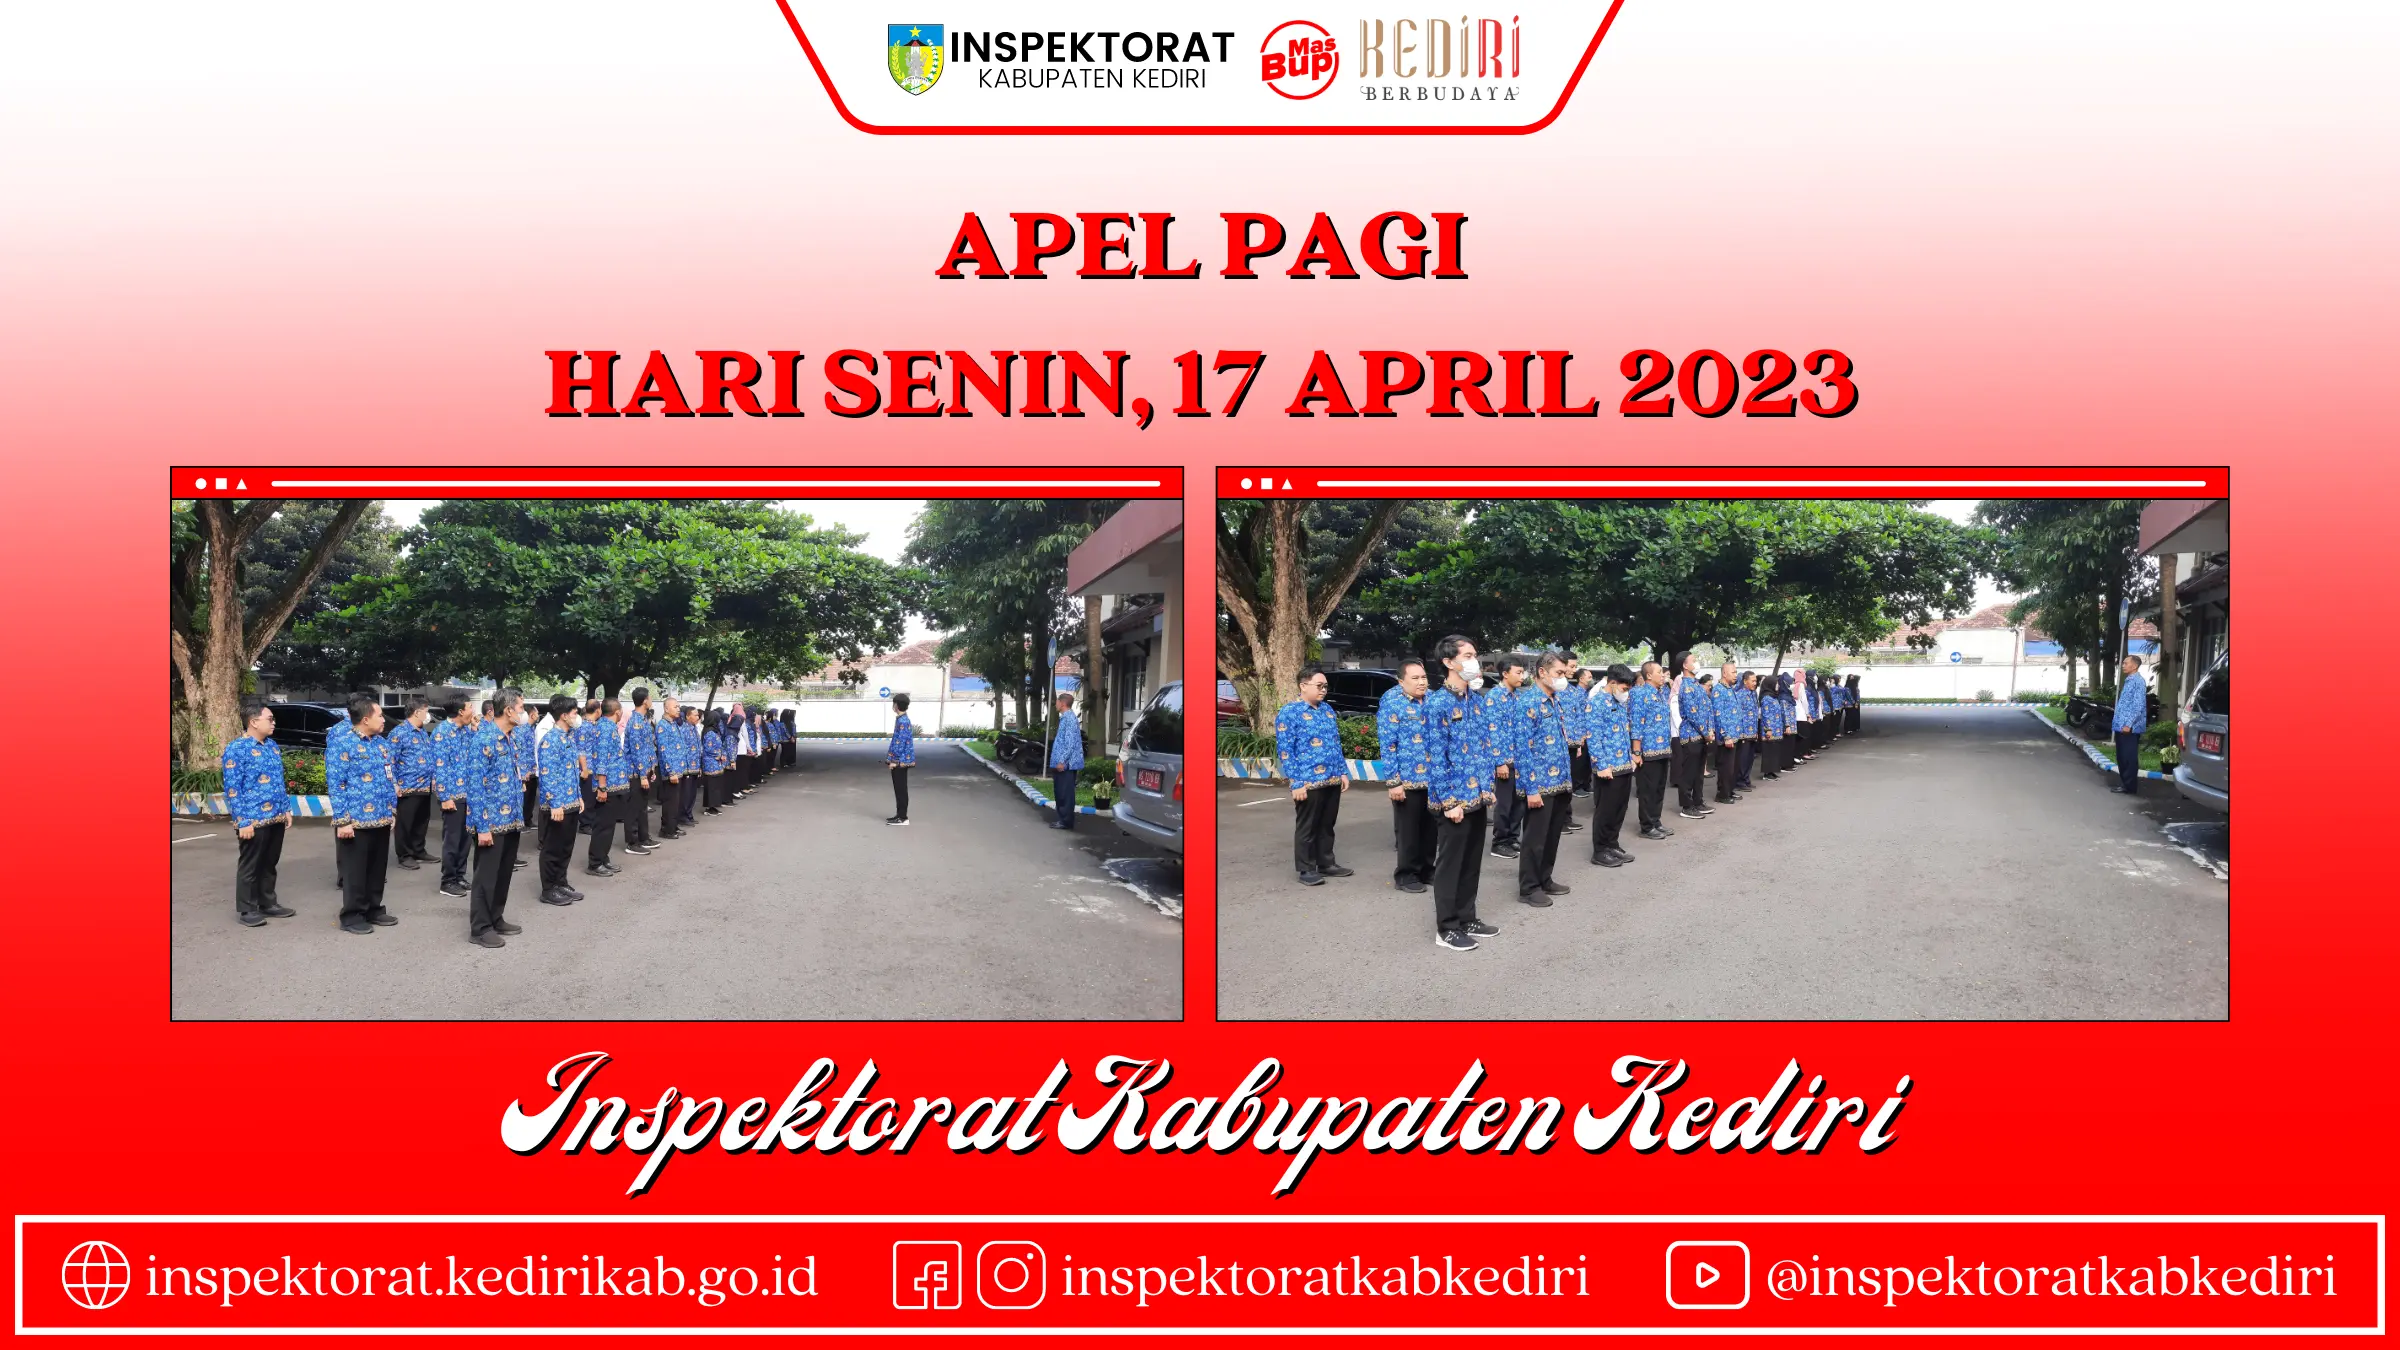 INSPEKTORAT
KABUPATEN KEDIRI
Mas
Bup
KEDIRI
BERBUDAYA
APEL PAGI
HARI SENIN, 17 APRIL 2023
Inspektorat Kabupaten Kediri
inspektorat.kedirikab.go.id
inspektoratkabkediri
@inspektoratkabkediri